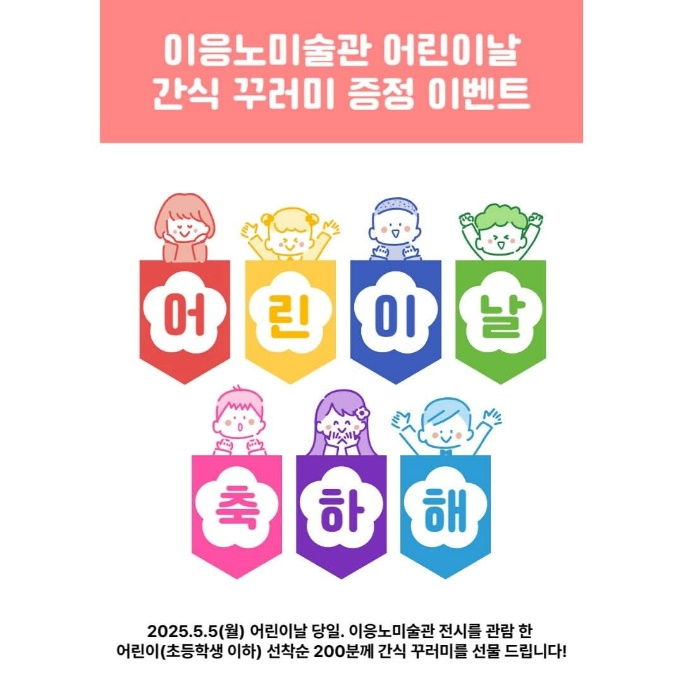 이응노미술관 어린이날
간식 꾸러미 증정 이벤트
어린이날
축하해
2025.5.5(월) 어린이날 당일. 이응노미술관 전시를 관람 한
어린이(초등학생 이하) 선착순 200분께 간식 꾸러미를 선물 드립니다!